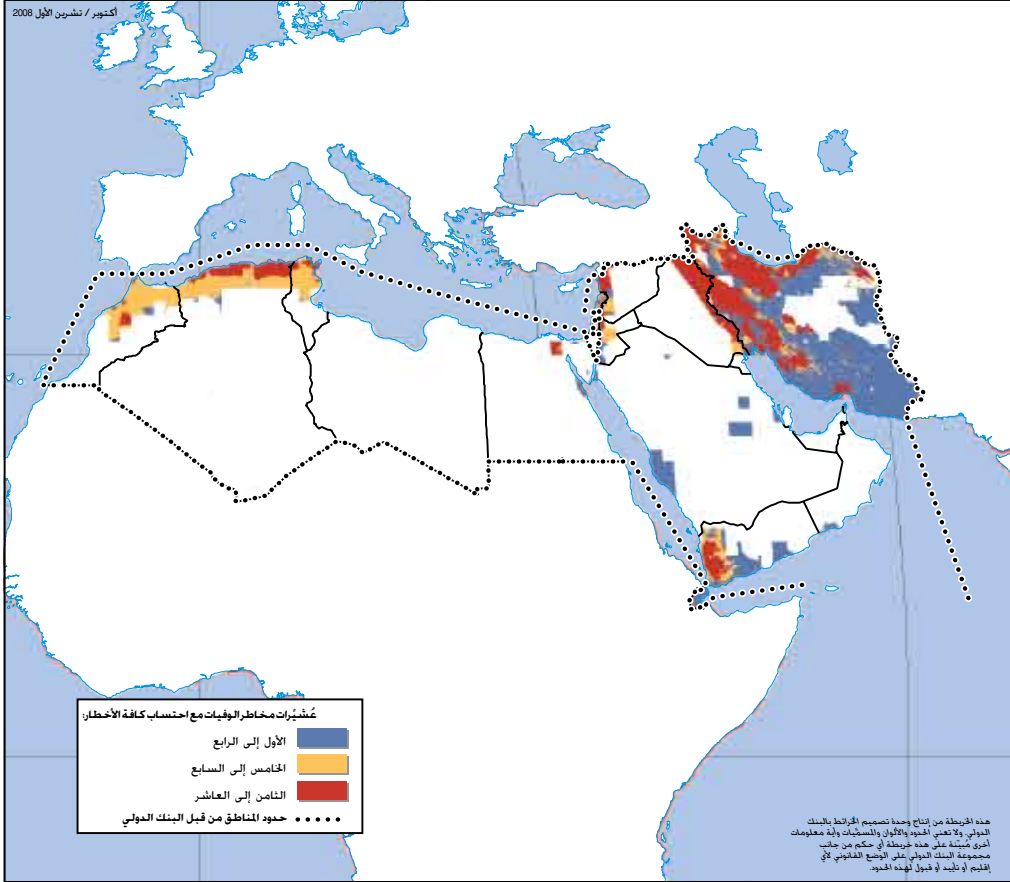 أكتوبر / تشرين الأول 2008
عُشيْرات مخاطر الوفيات مع احتساب كافة الأخطار:
الأول إلى الرابع
الخامس إلى السابع
الثامن إلى العاشر
حدود المناطق من قبل البنك الدولي
هذه الخريطة من إنتاج وحدة تصميم الخرائط بالبنك
الدولي. ولا تعني الحدود والألوان والمسمّيات وأية معلومات
أخرى مُبيّنة على هذه خريطة أي حكم من جانب
مجموعة البنك الدولي على الوضع القانوني لأي
إقليم أو تأييد أو قبول لهذه الحدود.